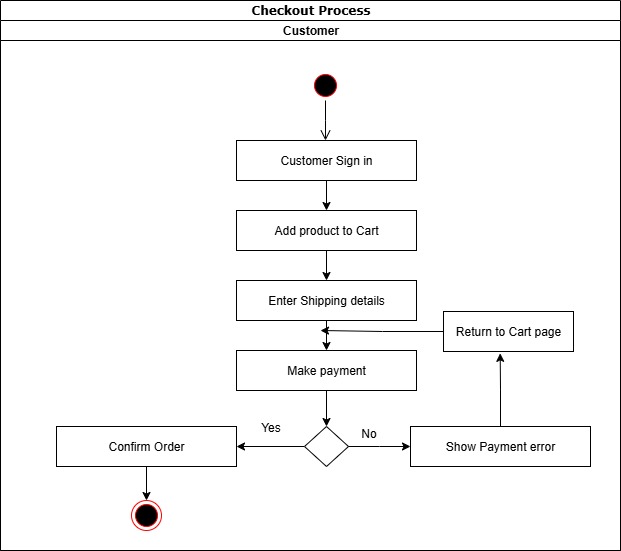 Checkout Process
Customer
Customer Sign in
Add product to Cart
Enter Shipping details
Return to Cart page
Make payment
Yes
No
Confirm Order
Show Payment error